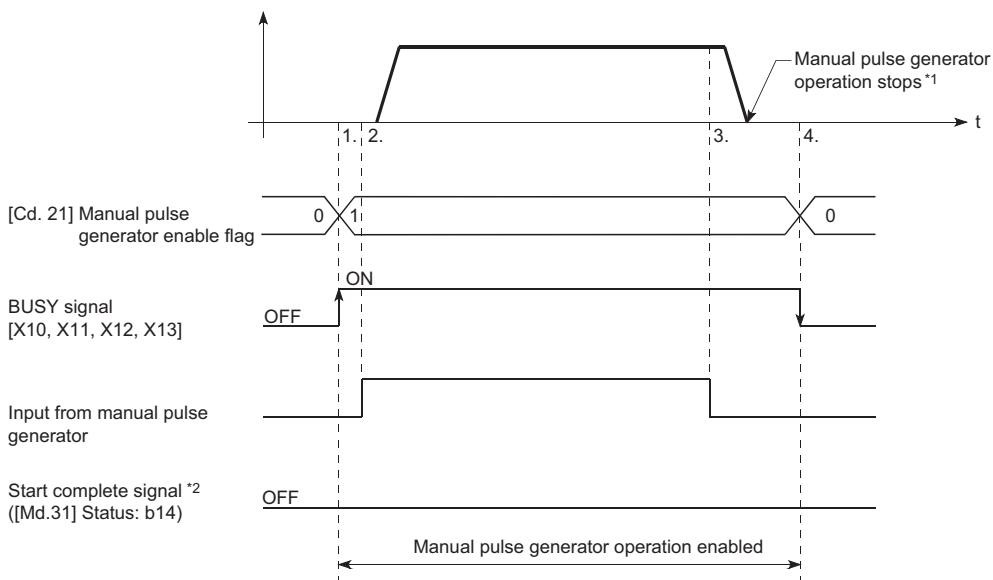 Manual pulse generator
operation stops *1
t
1. 2. 3. 4.
[Cd. 21] Manual pulse
generator enable flag
0 1 0
ON
BUSY signal
[X10, X11, X12, X13]
OFF
Input from manual pulse
generator
Start complete signal *2
([Md.31] Status: b14)
OFF
Manual pulse generator operation enabled